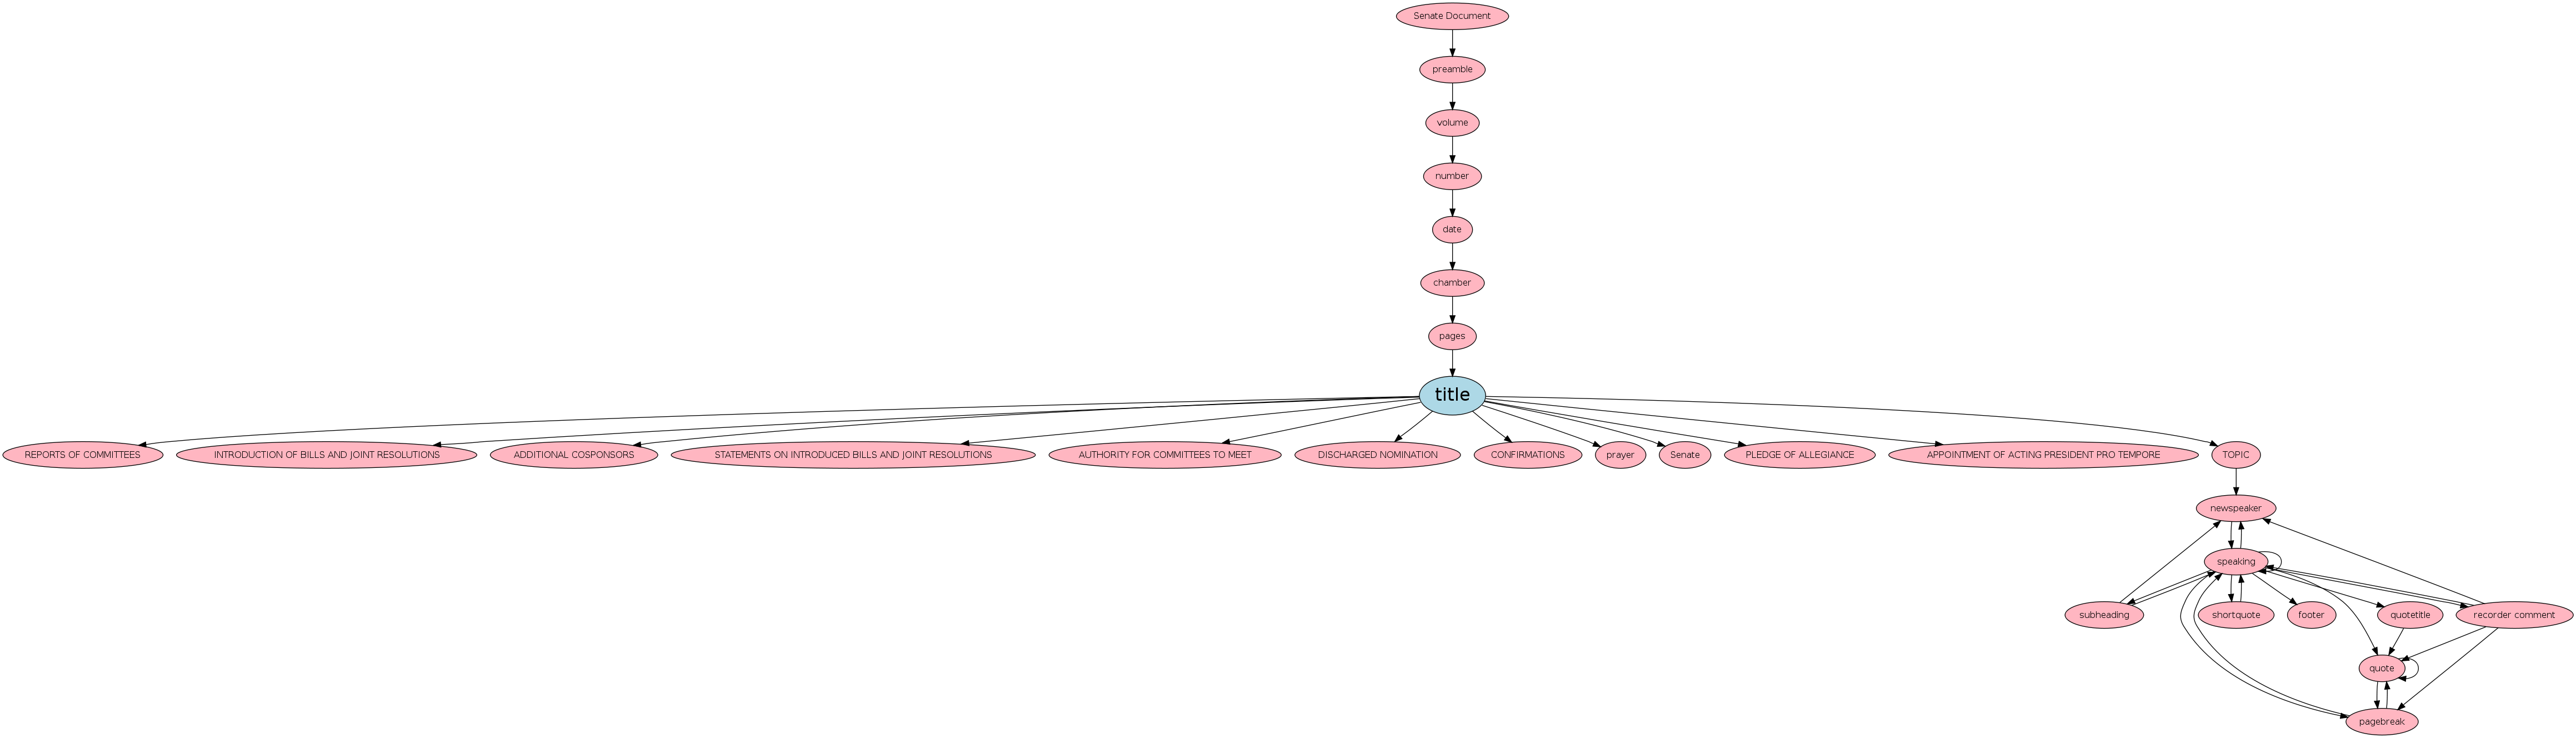 Senate Document
preamble
volume
number
date
chamber
pages
title
REPORTS OF COMMITTEES
INTRODUCTION OF BILLS AND JOINT RESOLUTIONS
ADDITIONAL COSPONSORS
STATEMENTS ON INTRODUCED BILLS AND JOINT RESOLUTIONS
AUTHORITY FOR COMMITTEES TO MEET
DISCHARGED NOMINATION
CONFIRMATIONS
prayer
Senate
PLEDGE OF ALLEGIANCE
APPOINTMENT OF ACTING PRESIDENT PRO TEMPORE
TOPIC
newspeaker
speaking
subheading
shortquote
footer
quotetitle
recorder comment
quote
pagebreak